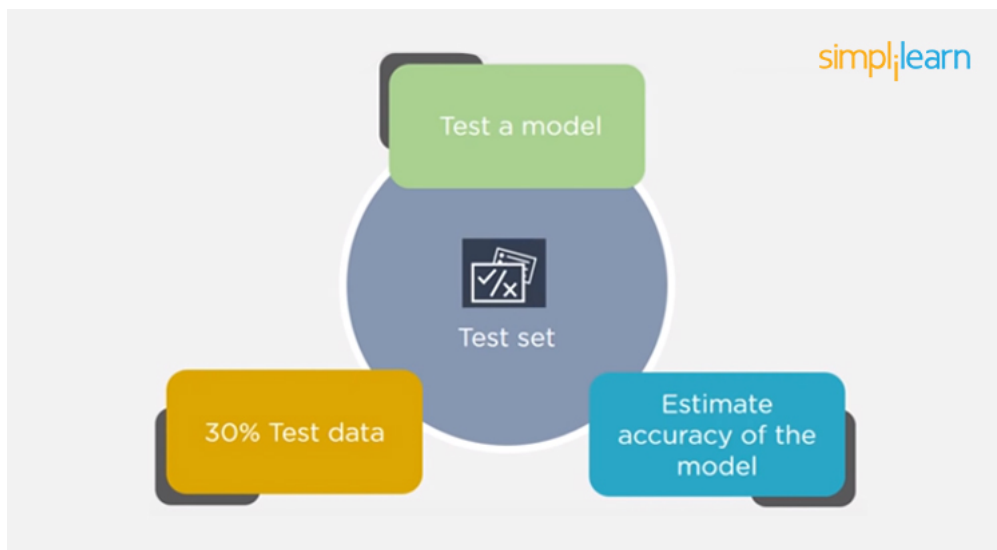 simplilearn
Test a model
Test set
30% Test data
Estimate
accuracy of the
model